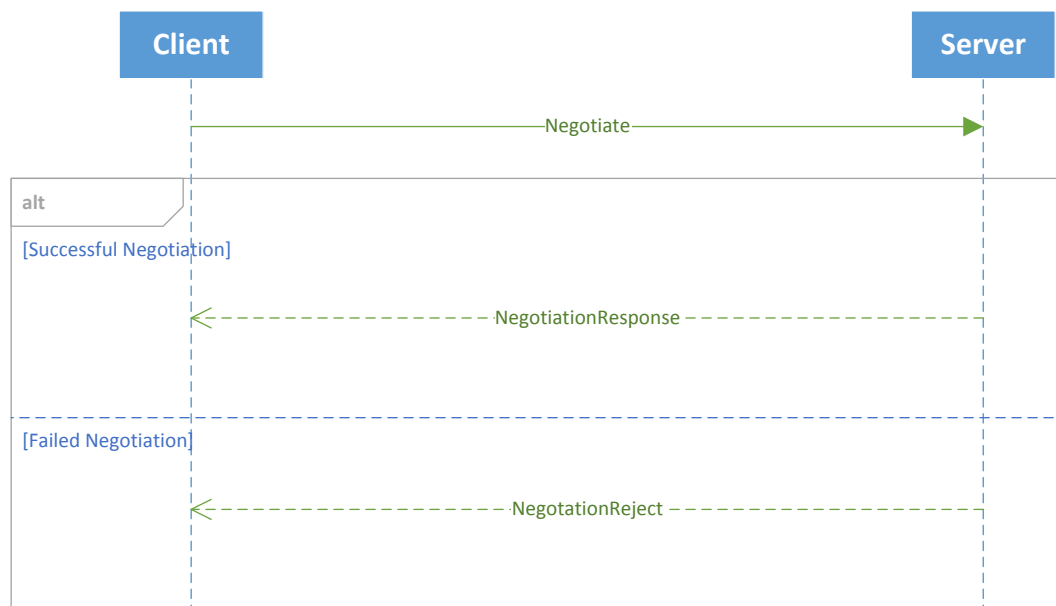 Client
Server
Negotiate
alt
[Successful Negotiation]
NegotiationResponse
[Failed Negotiation]
NegotationReject